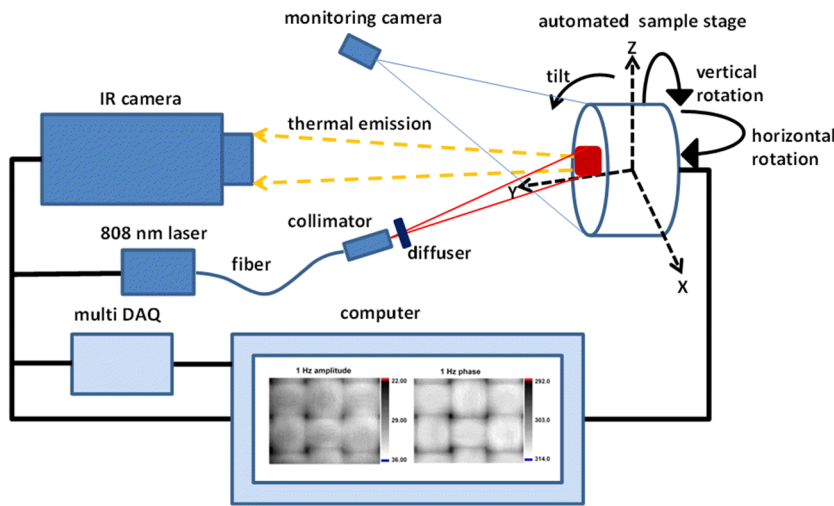 monitoring camera
automated sample stage
Z
tilt
vertical
rotation
IR camera
thermal emission
horizontal
rotation
Y
collimator
808 nm laser
fiber
diffuser
X
multi DAQ
computer
1 Hz amplitude
22.00
29.00
36.00
1 Hz phase
292.0
303.0
314.0